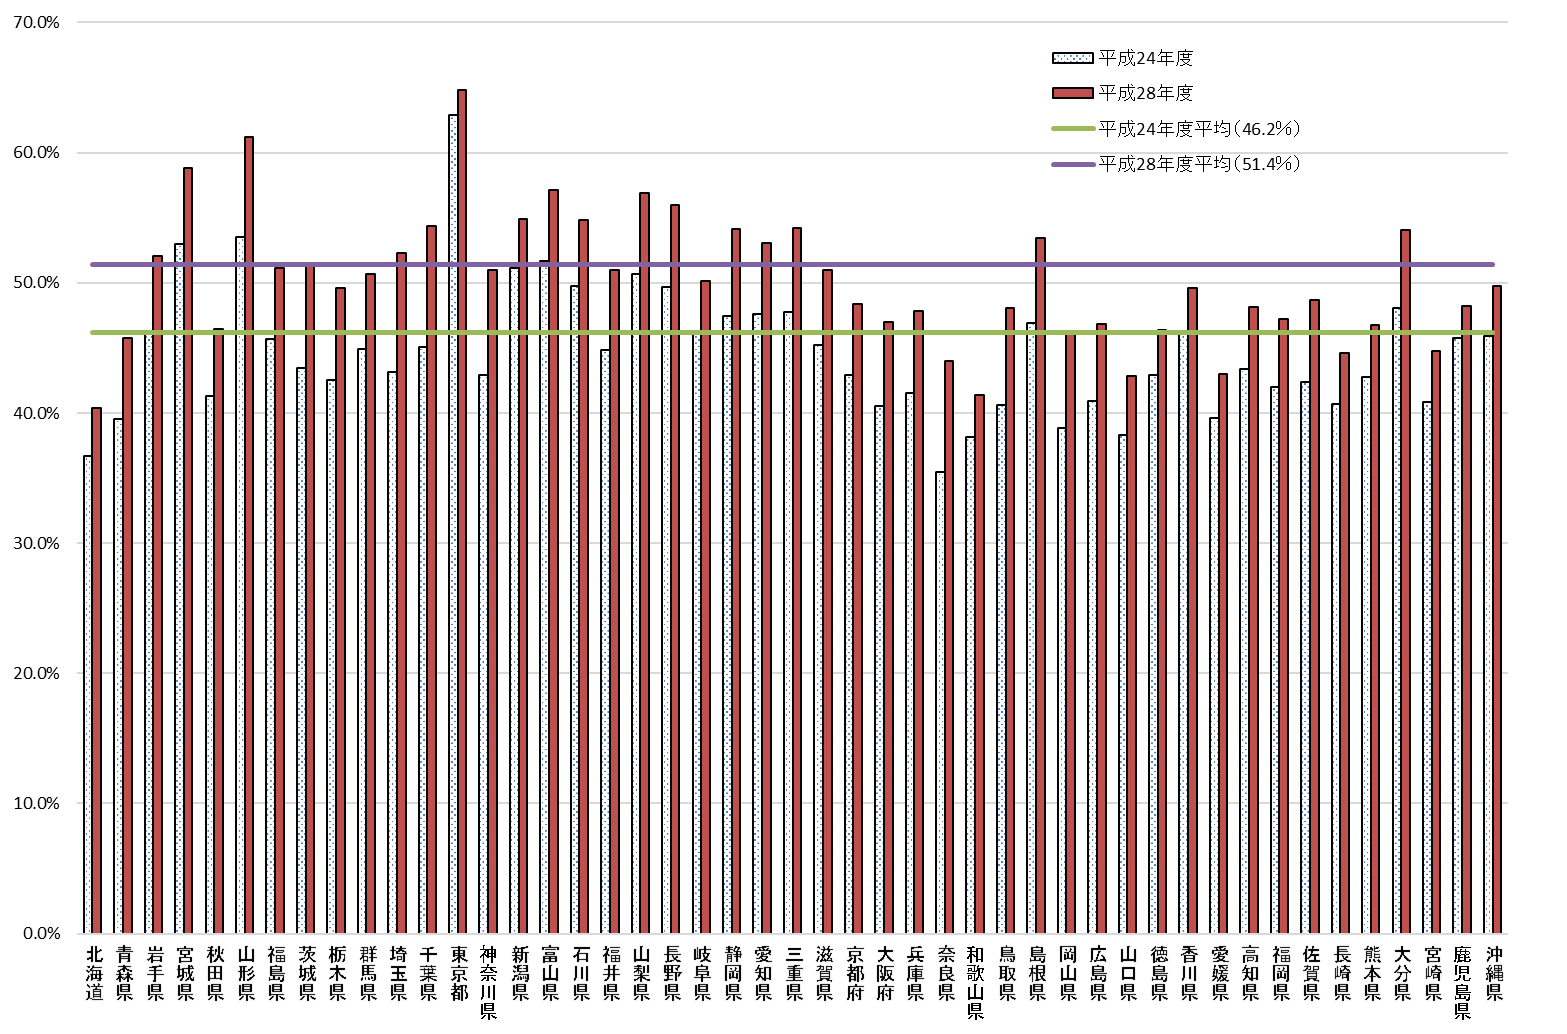 70.0%
60.0%
50.0%
40.0%
30.0%
20.0%
10.0%
0.0%
平成24年度
平成28年度
平成24年度平均（46.2％）
平成28年度平均（51.4％）
北海道
青森県
岩手県
宮城県
秋田県
山形県
福島県
茨城県
栃木県
群馬県
埼玉県
千葉県
東京都
神奈川県
新潟県
富山県
石川県
福井県
山梨県
長野県
岐阜県
静岡県
愛知県
三重県
滋賀県
京都府
大阪府
兵庫県
奈良県
和歌山県
鳥取県
島根県
岡山県
広島県
山口県
徳島県
香川県
愛媛県
高知県
福岡県
佐賀県
長崎県
熊本県
大分県
宮崎県
鹿児島県
沖縄県